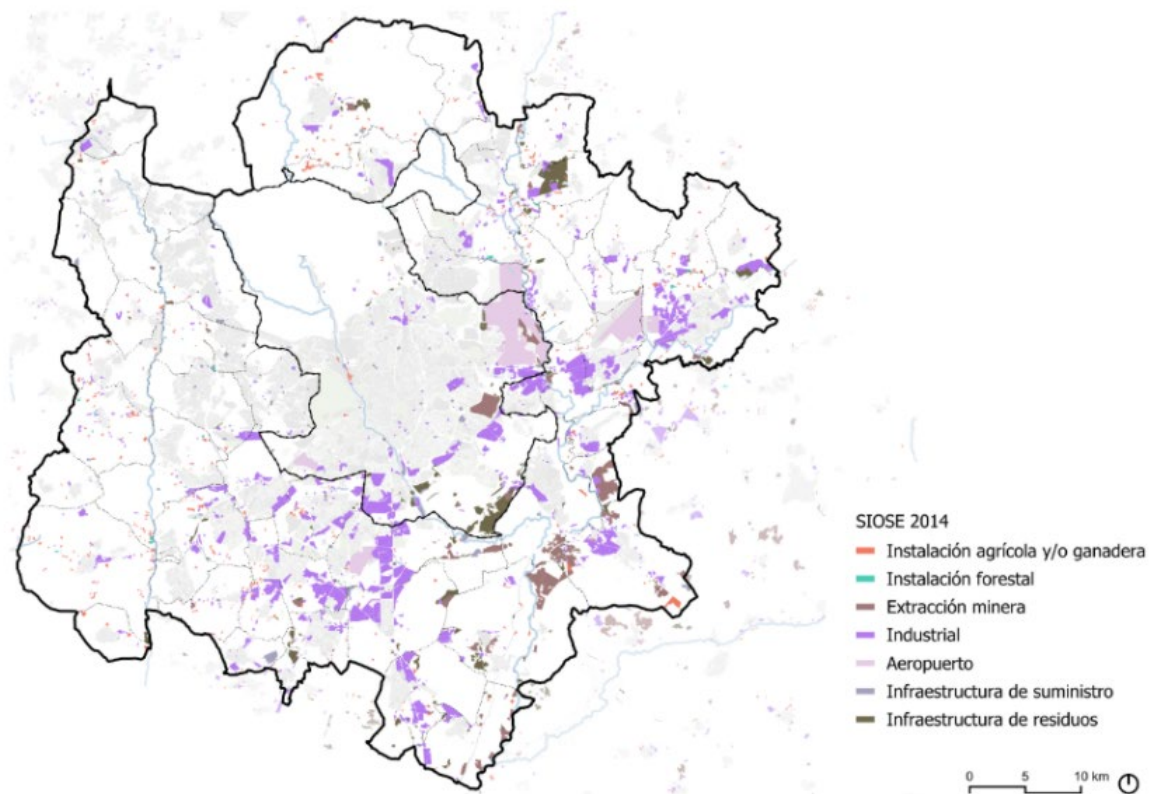 SIOSE 2014
Instalación agrícola y/o ganadera
Instalación forestal
Extracción minera
Industrial
Aeropuerto
Infraestructura de suministro
Infraestructura de residuos
0 5 10 km